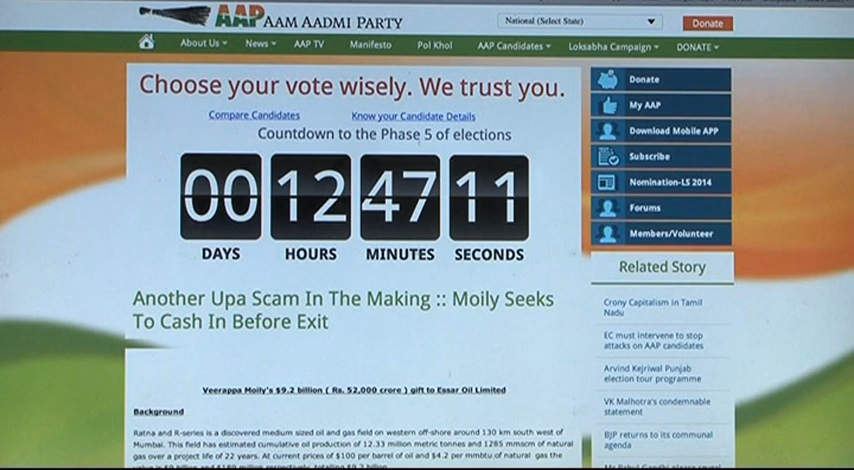 AAP AAM AADMI PARTY
National (Select State)
Donate
About Us
News
AAP TV
Manifesto
Pol Khol
AAP Candidates
Loksabha Campaign
DONATE
Choose your vote wisely. We trust you.
Compare Candidates
Know your Candidate Details
Countdown to the Phase 5 of elections
00 12 47 11
DAYS HOURS MINUTES SECONDS
Another Upa Scam In The Making :: Moily Seeks
To Cash In Before Exit
Veerappa Moily's $9.2 billion ( Rs. 52,000 crore ) gift to Essar Oil Limited
Background
Ratna and R-series is a discovered medium sized oil and gas field on western off-shore around 130 km south west of
Mumbai. This field has estimated cumulative oil production of 12.33 million metric tonnes and 1285 mmscm of natural
gas over a project life of 22 years. At current prices of $100 per barrel of oil and $4.2 per mmbtu of natural gas the
Donate
My AAP
Download Mobile APP
Subscribe
Nomination-LS 2014
Forums
Members/Volunteer
Related Story
Crony Capitalism in Tamil
Nadu
EC must intervene to stop
attacks on AAP candidates
Arvind Kejriwal Punjab
election tour programme
VK Malhotra's condemnable
statement
BJP returns to its communal
agenda